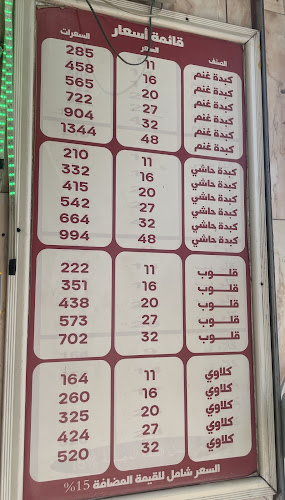 قائمة أسعار
الصنف السعر السعرات
كبدة غنم 11 285
كبدة غنم 16 458
كبدة غنم 20 565
كبدة غنم 27 722
كبدة غنم 32 904
كبدة غنم 48 1344
كبدة حاشي 11 210
كبدة حاشي 16 332
كبدة حاشي 20 415
كبدة حاشي 27 542
كبدة حاشي 32 664
كبدة حاشي 48 994
قلوب 11 222
قلوب 16 351
قلوب 20 438
قلوب 27 573
قلوب 32 702
كلاوي 11 164
كلاوي 16 260
كلاوي 20 325
كلاوي 27 424
كلاوي 32 520
السعر شامل للقيمة المضافة 15%